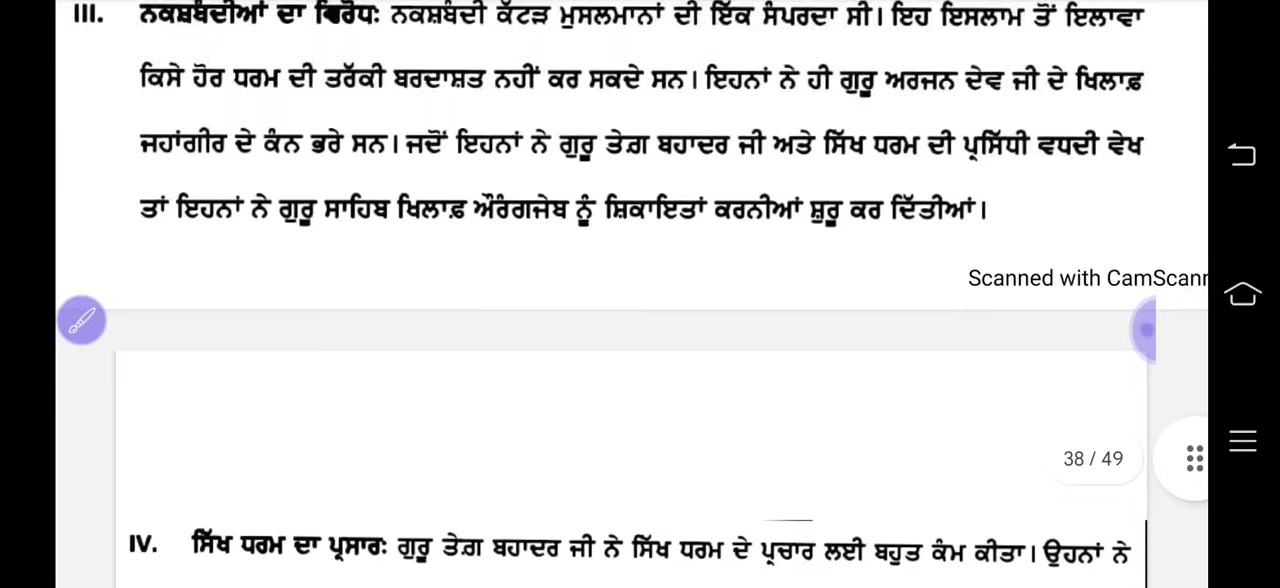 III. ਨਕਸ਼ਬੰਦੀਆਂ ਦਾ ਵਿਰੋਧ: ਨਕਸ਼ਬੰਦੀ ਕੱਟੜ ਮੁਸਲਮਾਨਾਂ ਦੀ ਇੱਕ ਸੰਪਰਦਾ ਸੀ। ਇਹ ਇਸਲਾਮ ਤੋਂ ਇਲਾਵਾ
ਕਿਸੇ ਹੋਰ ਧਰਮ ਦੀ ਤਰੱਕੀ ਬਰਦਾਸ਼ਤ ਨਹੀਂ ਕਰ ਸਕਦੇ ਸਨ। ਇਹਨਾਂ ਨੇ ਹੀ ਗੁਰੂ ਅਰਜਨ ਦੇਵ ਜੀ ਦੇ ਖਿਲਾਫ਼
ਜਹਾਂਗੀਰ ਦੇ ਕੰਨ ਭਰੇ ਸਨ। ਜਦੋਂ ਇਹਨਾਂ ਨੇ ਗੁਰੂ ਤੇਗ਼ ਬਹਾਦਰ ਜੀ ਅਤੇ ਸਿੱਖ ਧਰਮ ਦੀ ਪ੍ਰਸਿੱਧੀ ਵਧਦੀ ਵੇਖ
ਤਾਂ ਇਹਨਾਂ ਨੇ ਗੁਰੂ ਸਾਹਿਬ ਖਿਲਾਫ਼ ਔਰੰਗਜੇਬ ਨੂੰ ਸ਼ਿਕਾਇਤਾਂ ਕਰਨੀਆਂ ਸ਼ੁਰੂ ਕਰ ਦਿੱਤੀਆਂ।
Scanned with CamScann
38 / 49
IV. ਸਿੱਖ ਧਰਮ ਦਾ ਪ੍ਰਸਾਰ: ਗੁਰੂ ਤੇਗ਼ ਬਹਾਦਰ ਜੀ ਨੇ ਸਿੱਖ ਧਰਮ ਦੇ ਪ੍ਰਚਾਰ ਲਈ ਬਹੁਤ ਕੰਮ ਕੀਤਾ। ਉਹਨਾਂ ਨੇ